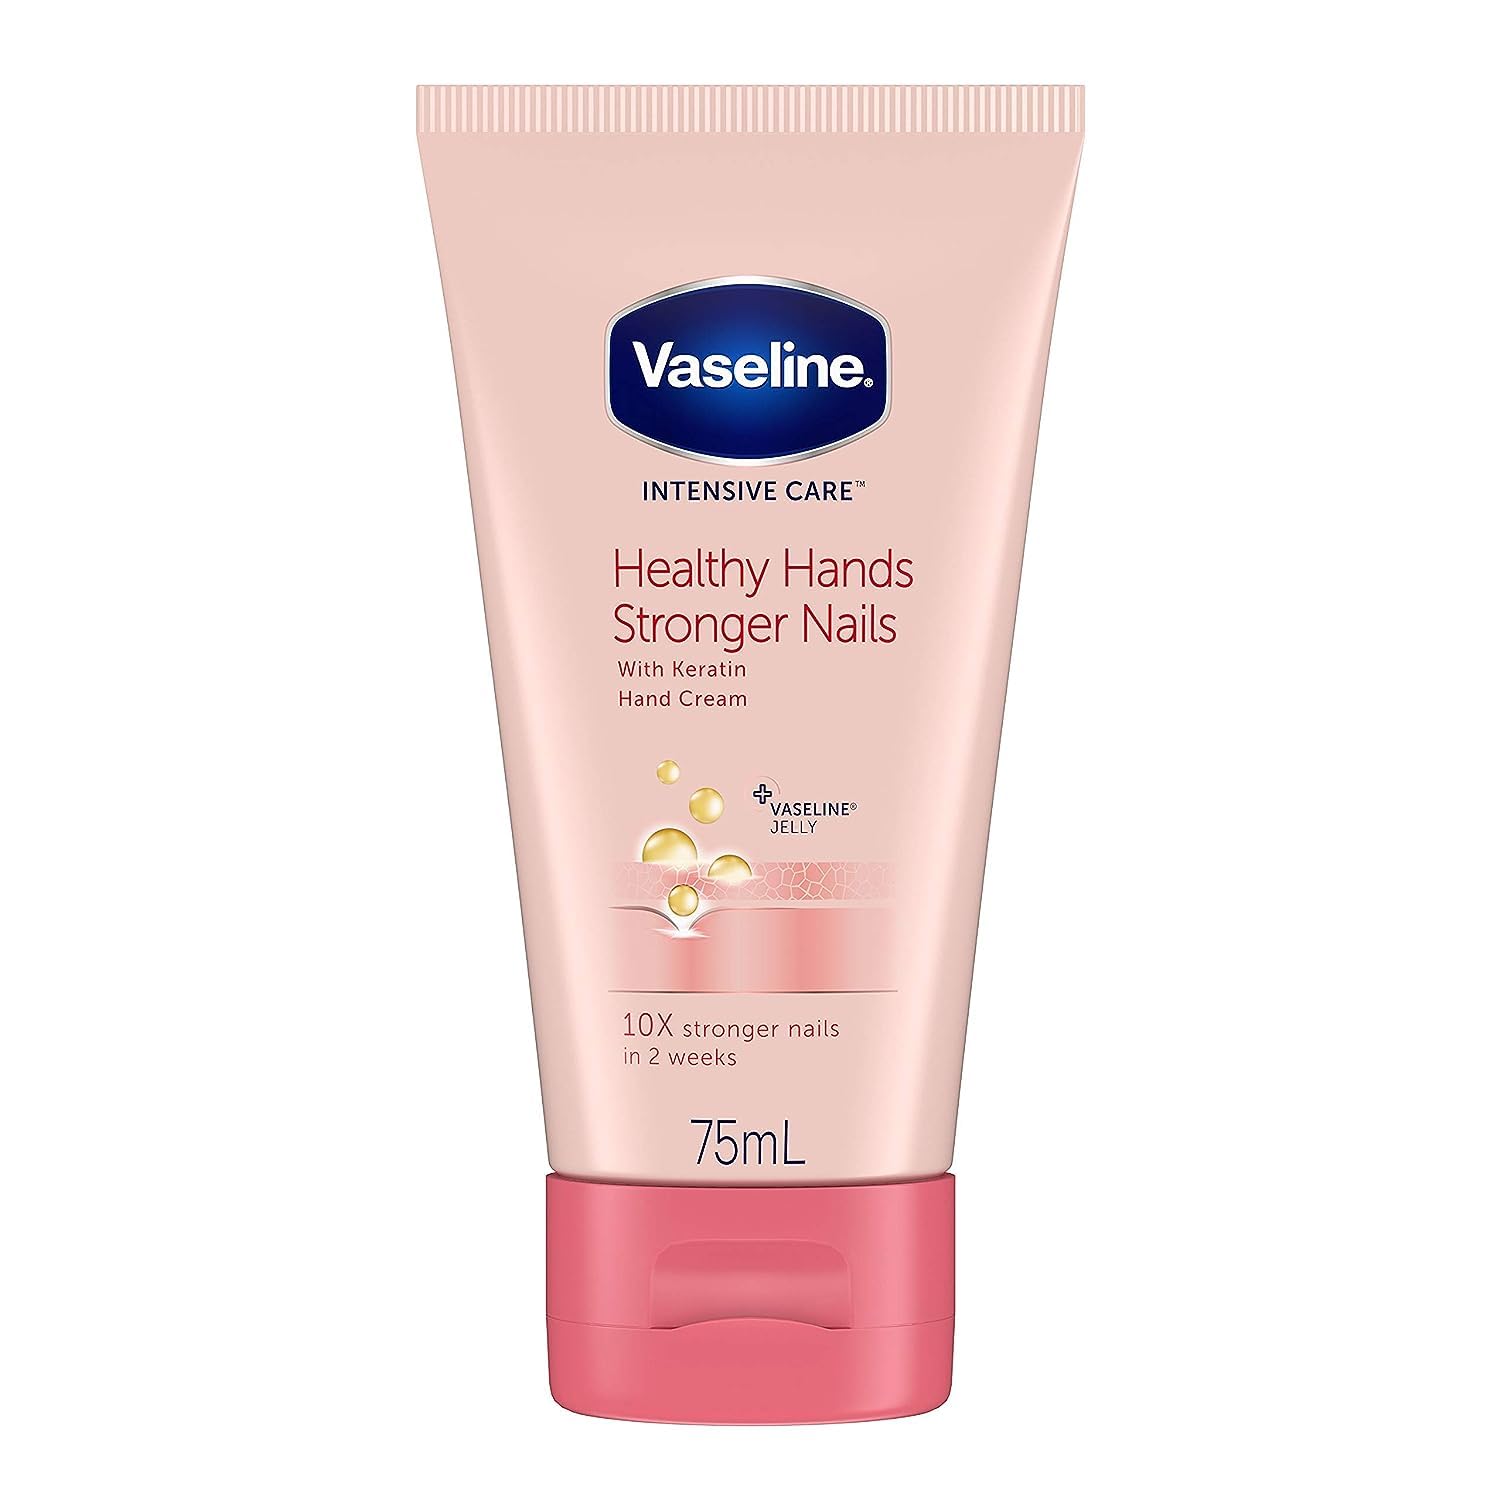 Vaseline®
INTENSIVE CARE™
Healthy Hands
Stronger Nails
With Keratin
Hand Cream
VASELINE®
JELLY
10X stronger nails
in 2 weeks
75mL